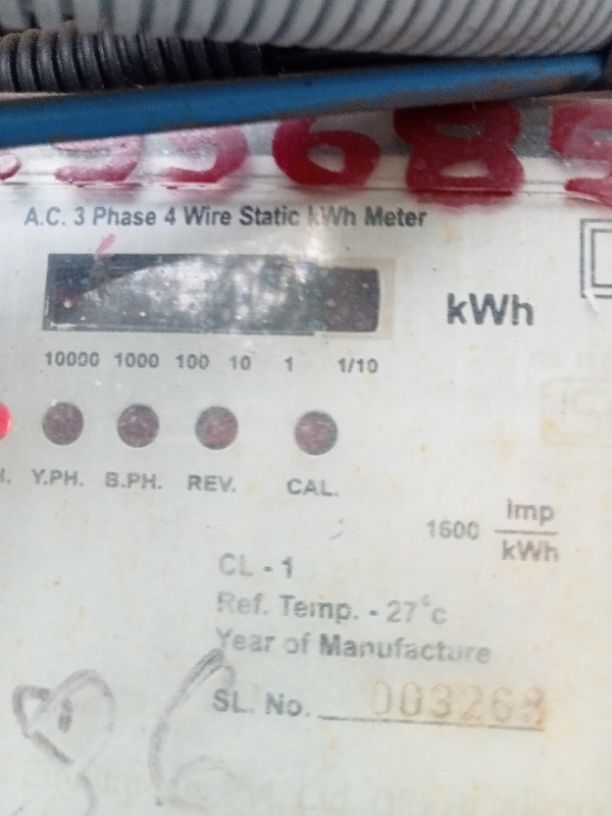 A.C. 3 Phase 4 Wire Static kWh Meter
kWh
10000 1000 100 10 1 1/10
Y.PH. B.PH. REV. CAL.
1600 Imp
kWh
CL - 1
Ref. Temp. - 27°c
Year of Manufacture
SL. No. 003268